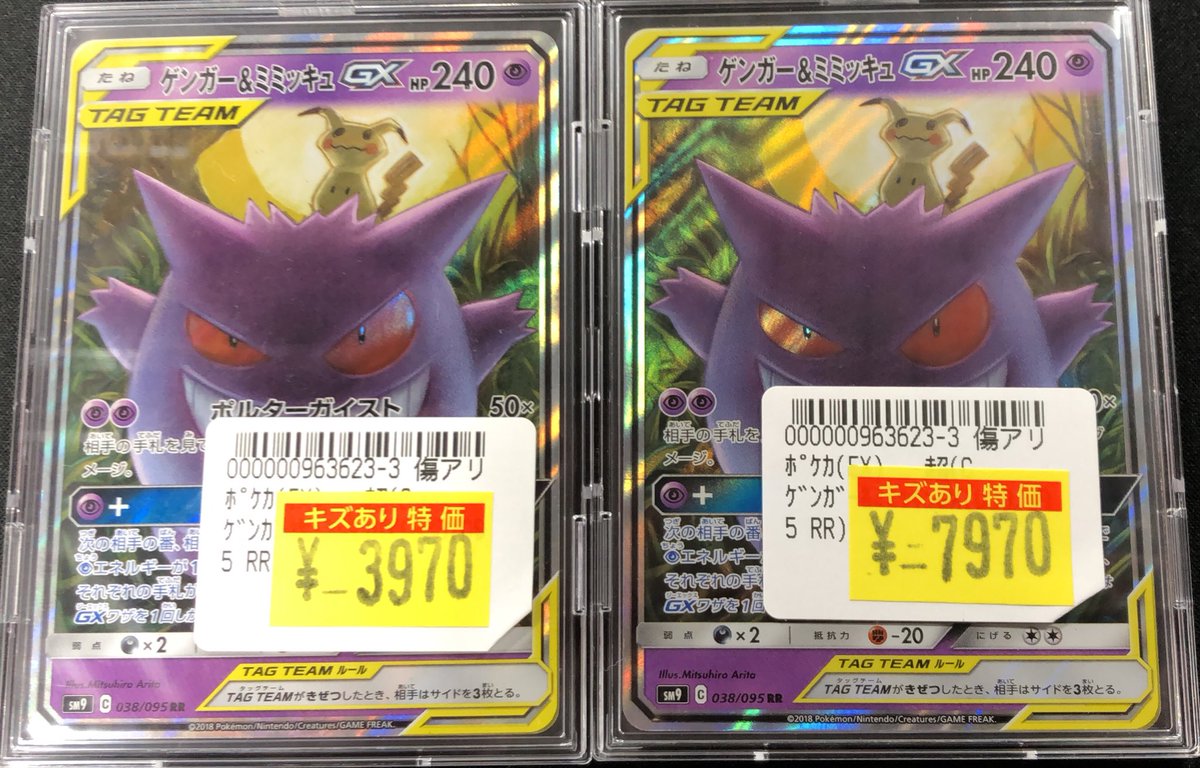 たね ゲンガー&ミミッキュGX HP240
TAG TEAM
ポルターガイスト 50×
相手の手札を見て
メージ。
000000963623-3 傷アリ
ﾎﾟｹｶ(EX) 超(G
ｹﾞﾝｶﾞ
5 RR)
キズあり特価
¥-3970
+
次の相手の番、相
エネルギーが1
それぞれの手札が
GXワザを1回しか
弱点 ×2
TAG TEAM ルール
TAG TEAMがきぜつしたとき、相手はサイドを3枚とる。
Illus.Mitsuhiro Arita
SM9 C 038/095 RR
©2018 Pokémon/Nintendo/Creatures/GAME FREAK.
たね ゲンガー&ミミッキュGX HP240
TAG TEAM
相手の手札を見
メージ。
000000963623-3 傷アリ
ﾎﾟｹｶ(EX) 超(G
ｹﾞﾝｶﾞ
5 RR)
キズあり特価
¥-7970
+
次の相手の番、
エネルギーが
それぞれの手札
は
GXワザを1回
弱点 ×2 抵抗力 -20 にげる
TAG TEAM ルール
TAG TEAMがきぜつしたとき、相手はサイドを3枚とる。
Illus.Mitsuhiro Arita
SM9 C 038/095 RR
©2018 Pokémon/Nintendo/Creatures/GAME FREAK.